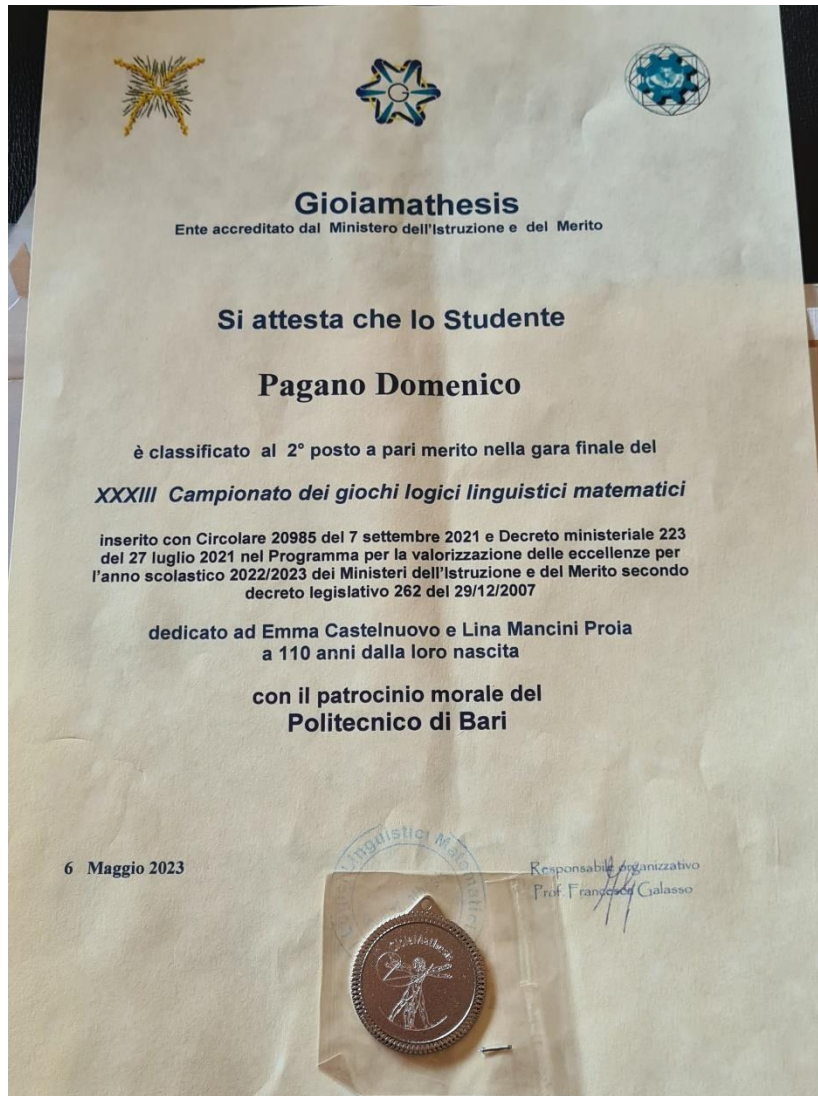 G
Gioiamathesis
Ente accreditato dal Ministero dell'Istruzione e del Merito
Si attesta che lo Studente
Pagano Domenico
è classificato al 2° posto a pari merito nella gara finale del
XXXIII Campionato dei giochi logici linguistici matematici
inserito con Circolare 20985 del 7 settembre 2021 e Decreto ministeriale 223
del 27 luglio 2021 nel Programma per la valorizzazione delle eccellenze per
l'anno scolastico 2022/2023 dei Ministeri dell'Istruzione e del Merito secondo
decreto legislativo 262 del 29/12/2007
dedicato ad Emma Castelnuovo e Lina Mancini Proia
a 110 anni dalla loro nascita
con il patrocinio morale del
Politecnico di Bari
Linguistici
6 Maggio 2023
Responsabile organizzativo
Prof. Francesco Galasso
GioiaMathesis